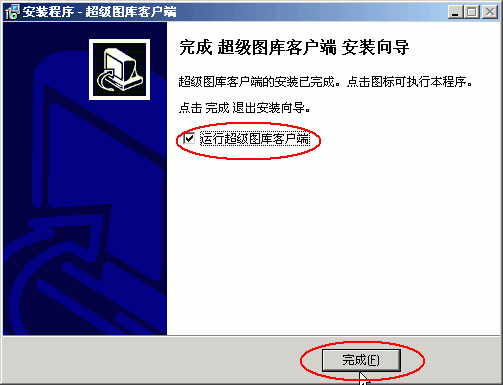 安装程序 - 超级图库客户端
完成 超级图库客户端 安装向导
超级图库客户端的安装已完成。点击图标可执行本程序。
点击 完成 退出安装向导。
运行超级图库客户端
完成(F)